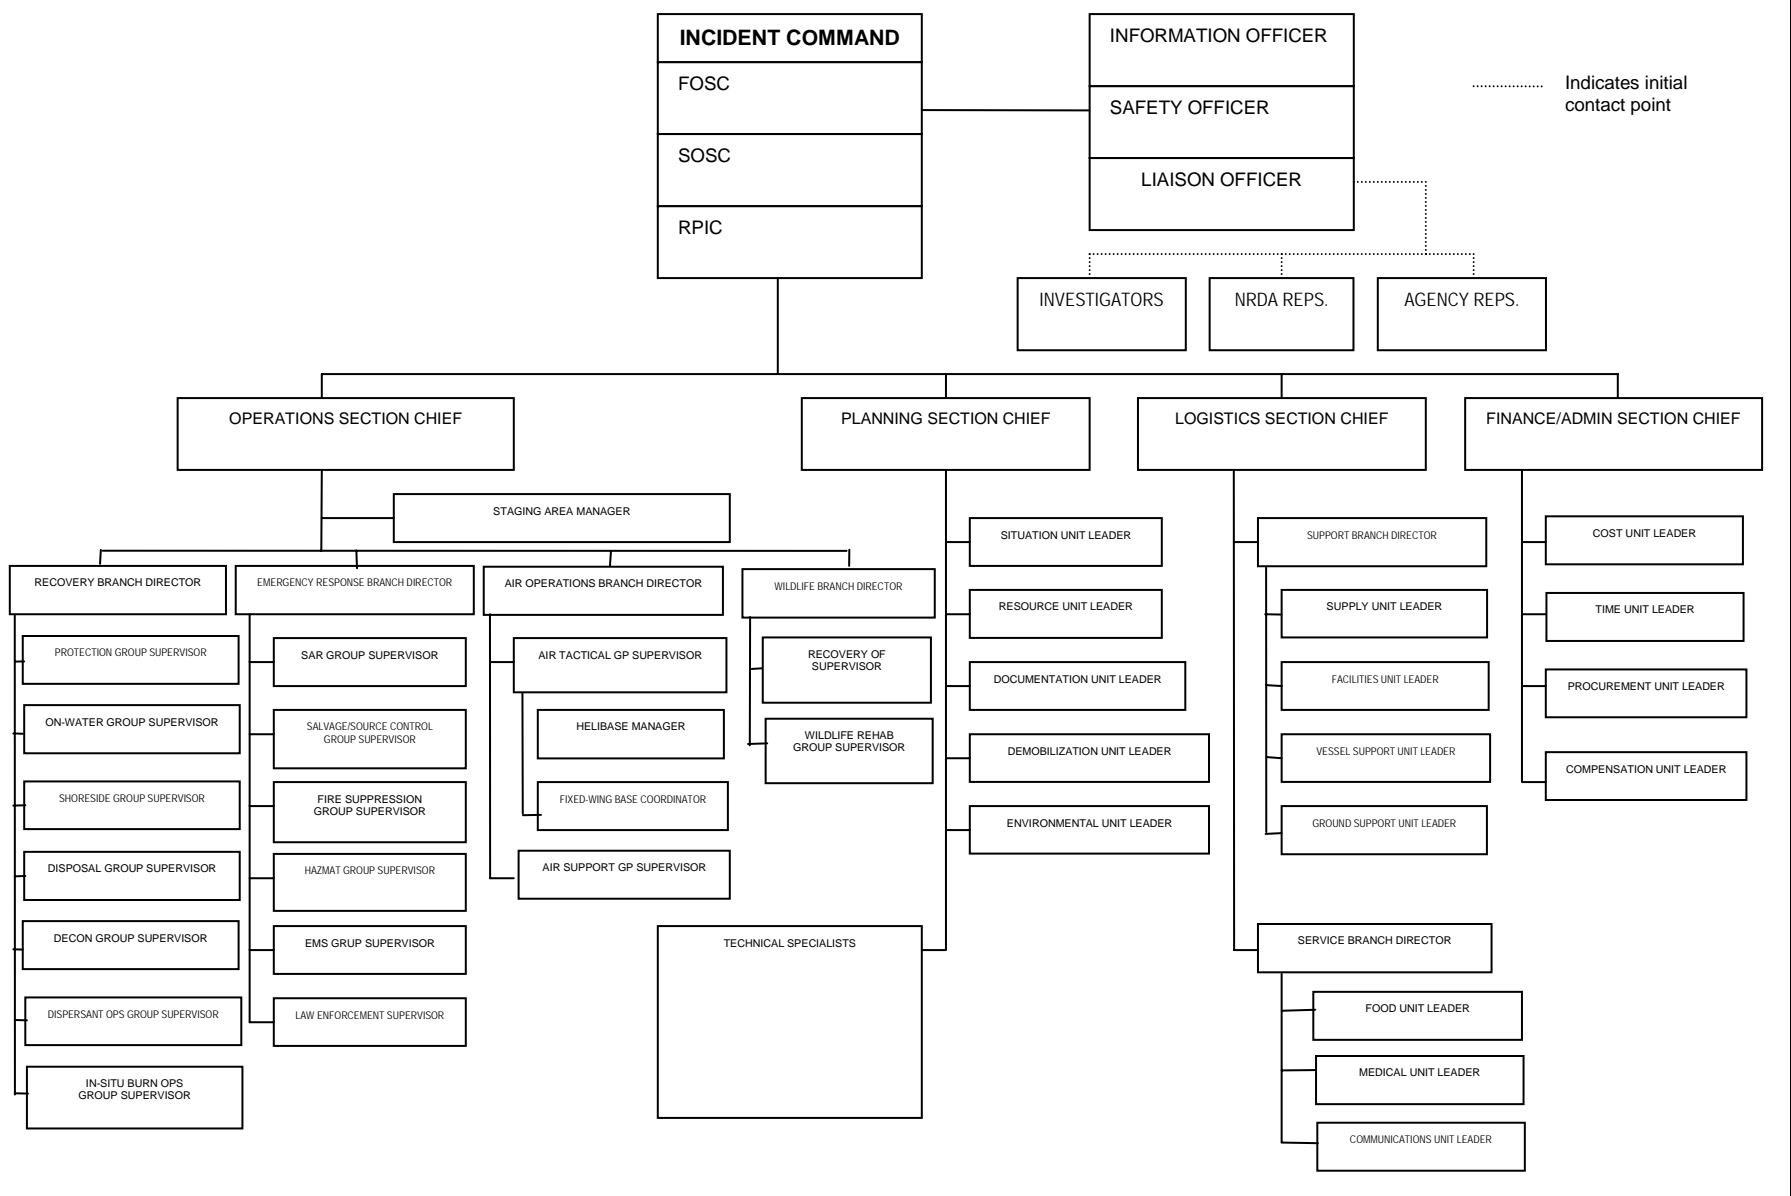 INCIDENT COMMAND
FOSC
SOSC
RPIC
INFORMATION OFFICER
SAFETY OFFICER
LIAISON OFFICER
Indicates initial
contact point
INVESTIGATORS
NRDA REPS.
AGENCY REPS.
OPERATIONS SECTION CHIEF
PLANNING SECTION CHIEF
LOGISTICS SECTION CHIEF
FINANCE/ADMIN SECTION CHIEF
STAGING AREA MANAGER
RECOVERY BRANCH DIRECTOR
PROTECTION GROUP SUPERVISOR
ON-WATER GROUP SUPERVISOR
SHORESIDE GROUP SUPERVISOR
DISPOSAL GROUP SUPERVISOR
DECON GROUP SUPERVISOR
DISPERSANT OPS GROUP SUPERVISOR
IN-SITU BURN OPS
GROUP SUPERVISOR
EMERGENCY RESPONSE BRANCH DIRECTOR
SAR GROUP SUPERVISOR
SALVAGE/SOURCE CONTROL
GROUP SUPERVISOR
FIRE SUPPRESSION
GROUP SUPERVISOR
HAZMAT GROUP SUPERVISOR
EMS GRUP SUPERVISOR
LAW ENFORCEMENT SUPERVISOR
AIR OPERATIONS BRANCH DIRECTOR
AIR TACTICAL GP SUPERVISOR
HELIBASE MANAGER
FIXED-WING BASE COORDINATOR
AIR SUPPORT GP SUPERVISOR
WILDLIFE BRANCH DIRECTOR
RECOVERY OF
SUPERVISOR
WILDLIFE REHAB
GROUP SUPERVISOR
SITUATION UNIT LEADER
RESOURCE UNIT LEADER
DOCUMENTATION UNIT LEADER
DEMOBILIZATION UNIT LEADER
ENVIRONMENTAL UNIT LEADER
TECHNICAL SPECIALISTS
SUPPORT BRANCH DIRECTOR
SUPPLY UNIT LEADER
FACILITIES UNIT LEADER
VESSEL SUPPORT UNIT LEADER
GROUND SUPPORT UNIT LEADER
SERVICE BRANCH DIRECTOR
FOOD UNIT LEADER
MEDICAL UNIT LEADER
COMMUNICATIONS UNIT LEADER
COST UNIT LEADER
TIME UNIT LEADER
PROCUREMENT UNIT LEADER
COMPENSATION UNIT LEADER